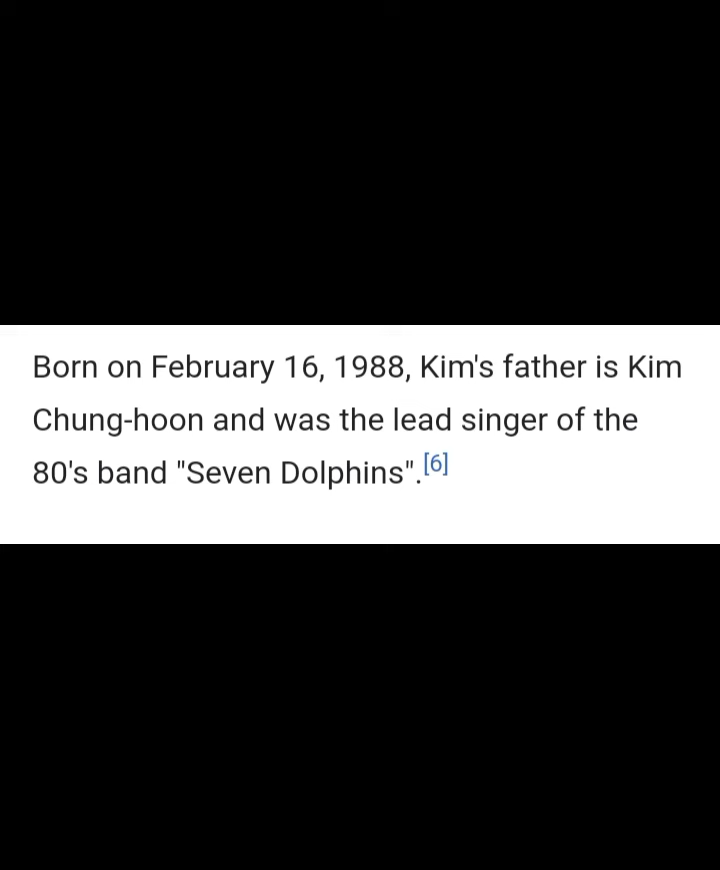 Born on February 16, 1988, Kim's father is Kim
Chung-hoon and was the lead singer of the
80's band "Seven Dolphins".[6]